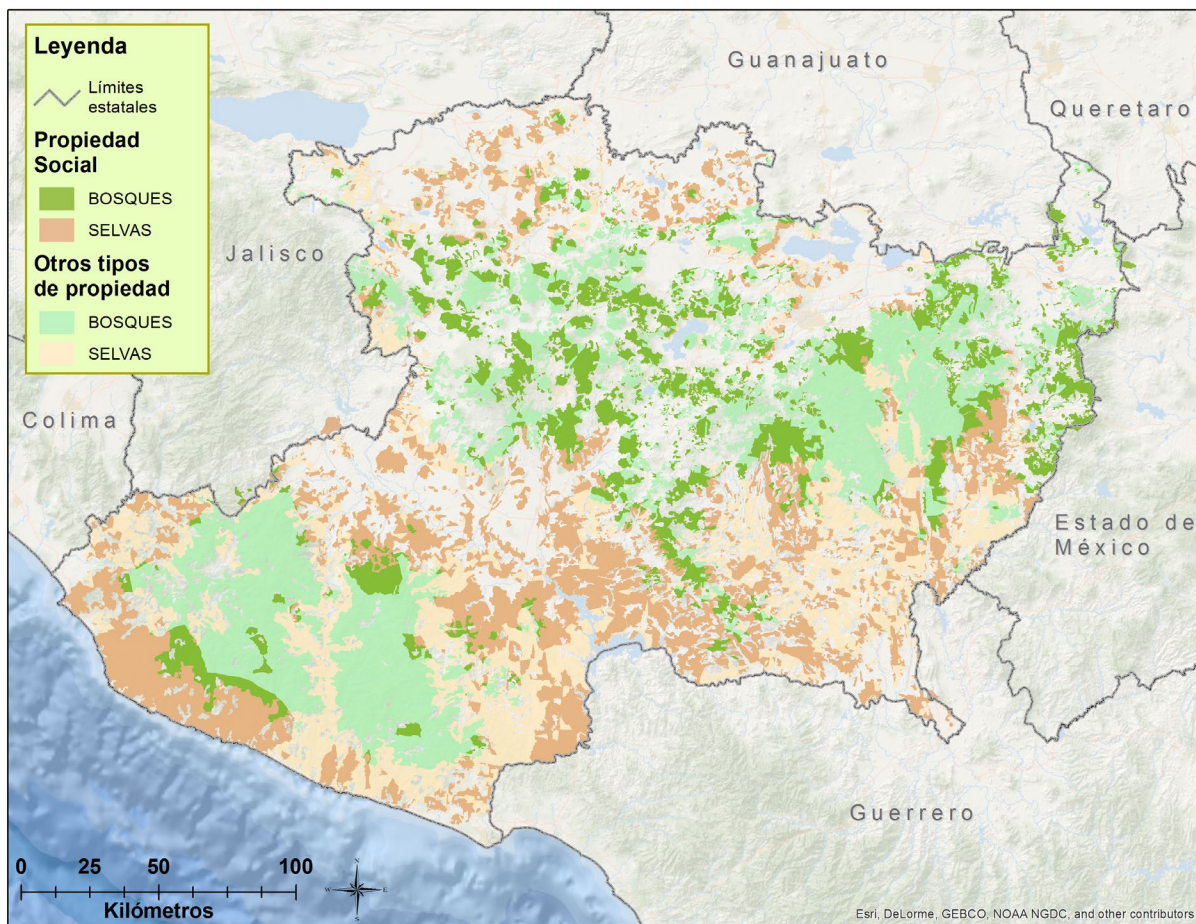 Leyenda
Límites
estatales
Propiedad
Social
BOSQUES
SELVAS
Otros tipos
de propiedad
BOSQUES
SELVAS
Guanajuato
Queretaro
Jalisco
Colima
Estado de
México
Guerrero
0 25 50 100
Kilómetros
N
W E
S
Esri, DeLorme, GEBCO, NOAA NGDC, and other contributors